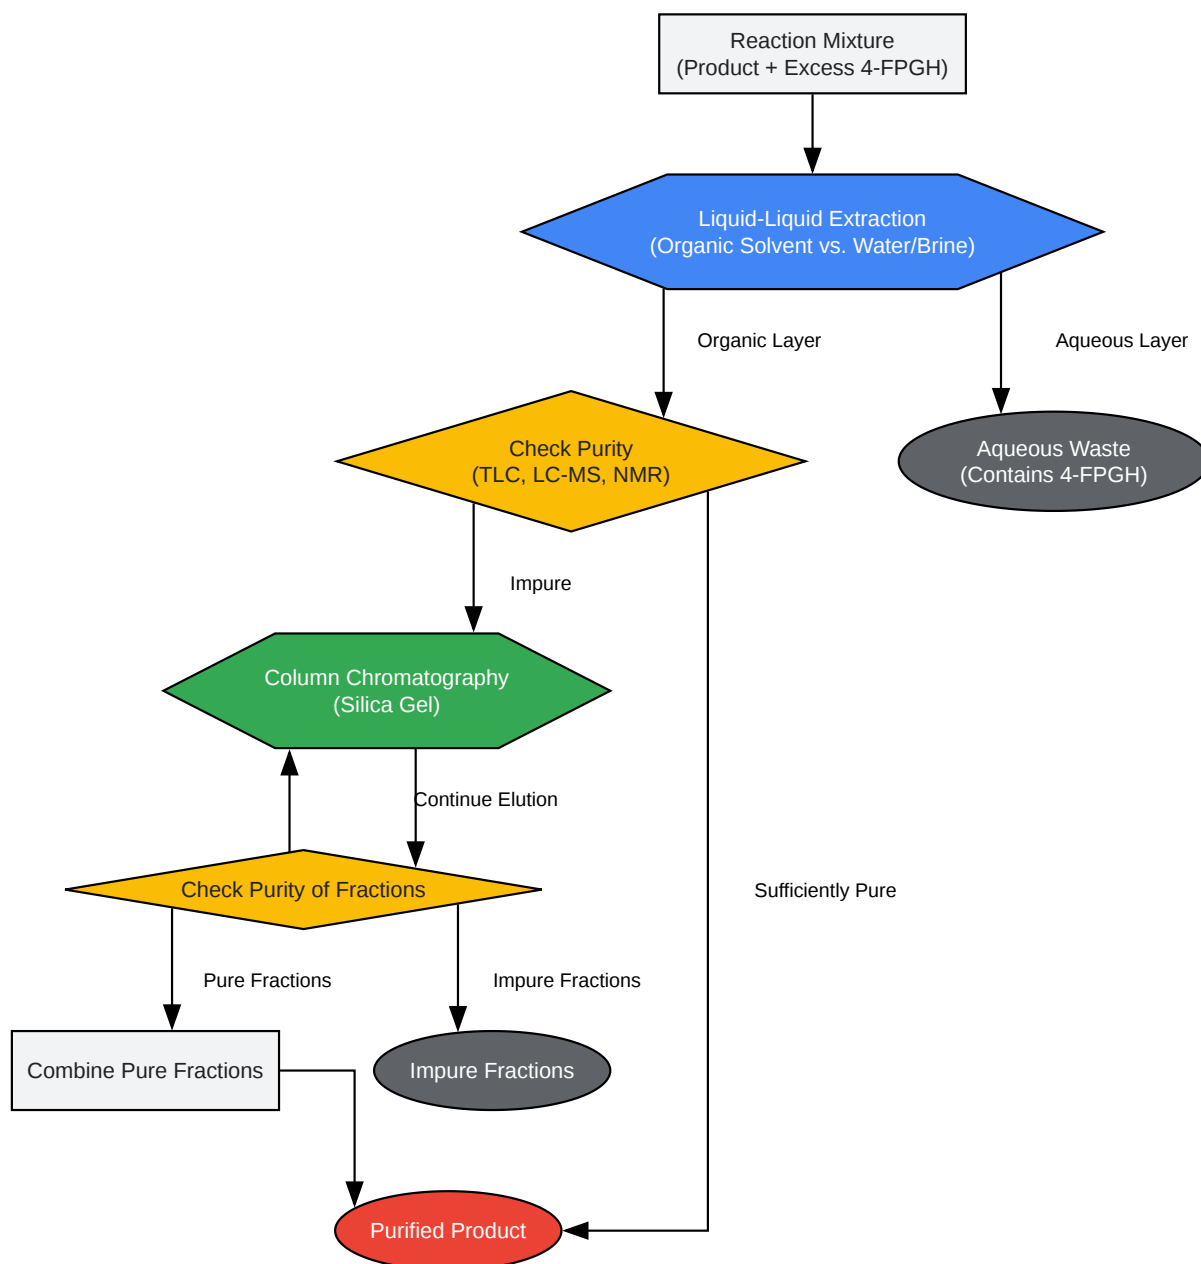 Reaction Mixture
(Product + Excess 4-FPGH)
Liquid-Liquid Extraction
(Organic Solvent vs. Water/Brine)
Organic Layer
Aqueous Layer
Check Purity
(TLC, LC-MS, NMR)
Aqueous Waste
(Contains 4-FPGH)
Impure
Column Chromatography
(Silica Gel)
Continue Elution
Check Purity of Fractions
Sufficiently Pure
Pure Fractions
Impure Fractions
Combine Pure Fractions
Impure Fractions
Purified Product